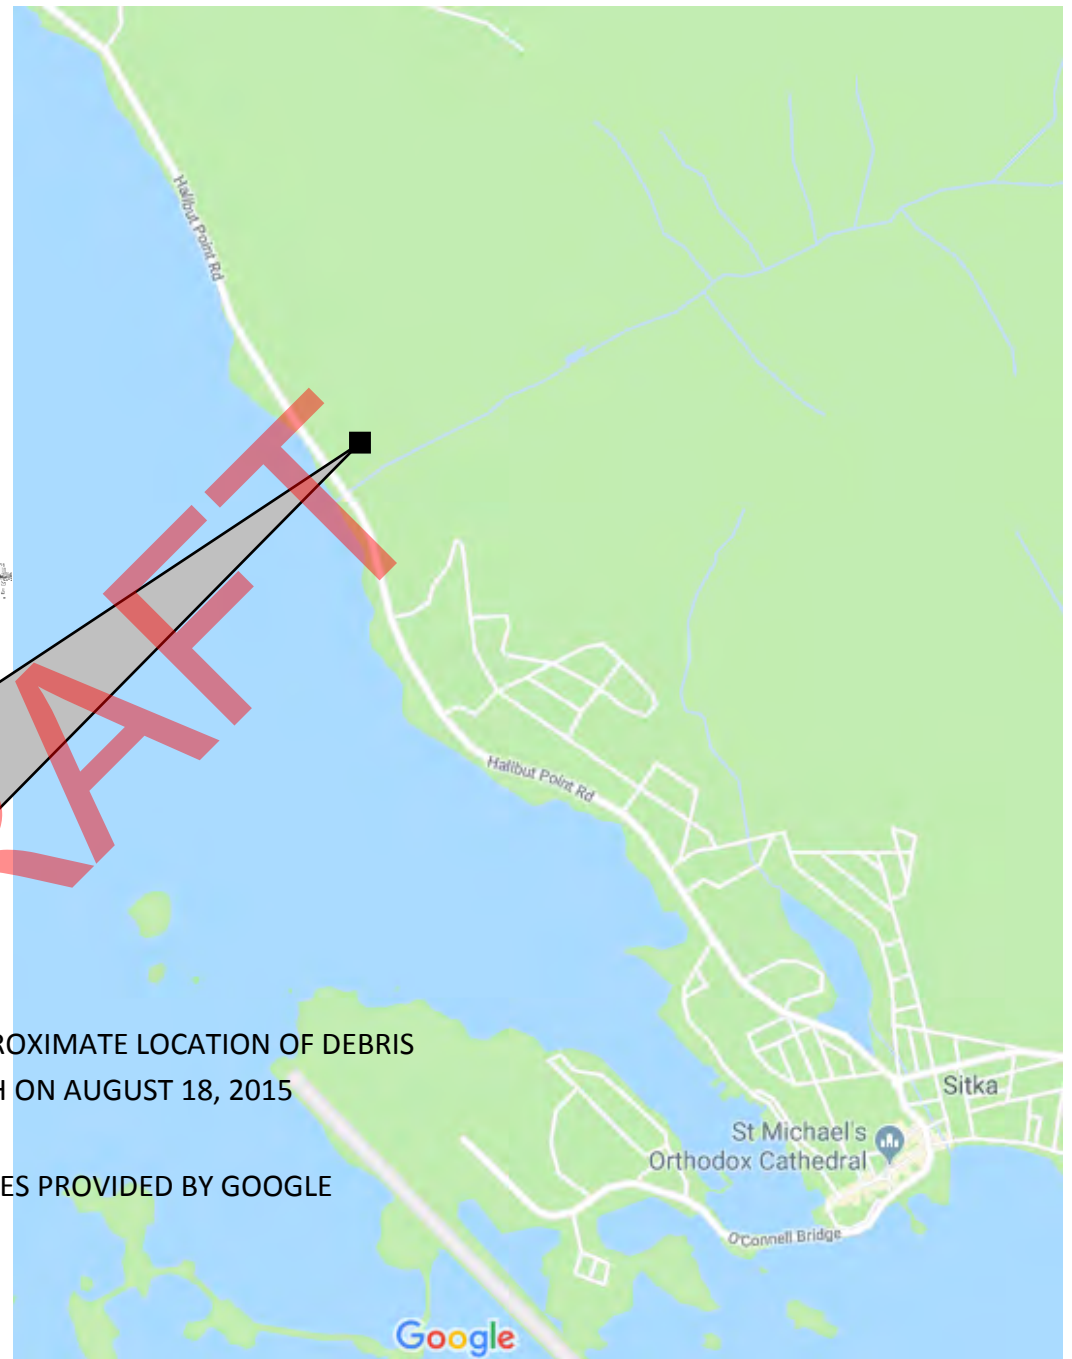 Halibut Point Rd
RAFT
Halibut Point Rd
ROXIMATE LOCATION OF DEBRIS
H ON AUGUST 18, 2015
Sitka
St Michael's
Orthodox Cathedral
ES PROVIDED BY GOOGLE
O'Connell Bridge
Google